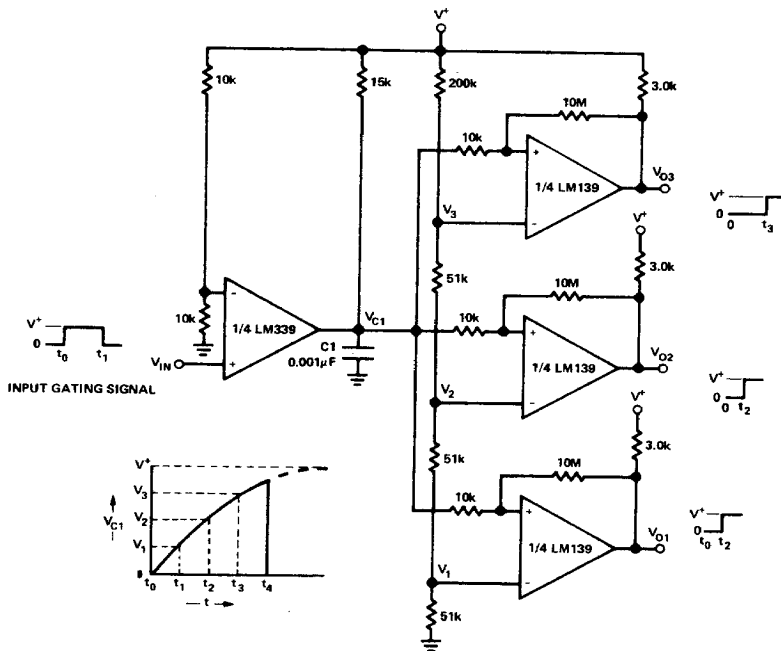 V+
10k
15k
200k
3.0k
10M
10k
+
1/4 LM139
−
VO3
V3
V+
0
0
t3
51k
V+
3.0k
10M
10k
−
10k
1/4 LM339
+
VC1
C1
0.001µF
+
1/4 LM139
−
VO2
V+
0
t0
t1
VIN
INPUT GATING SIGNAL
V2
V+
0
0
t2
51k
V+
3.0k
10M
10k
+
1/4 LM139
−
VO1
V+
t0
t2
V1
51k
V+
V3
VC1
V2
V1
0
t0
t1
t2
t3
t4
t